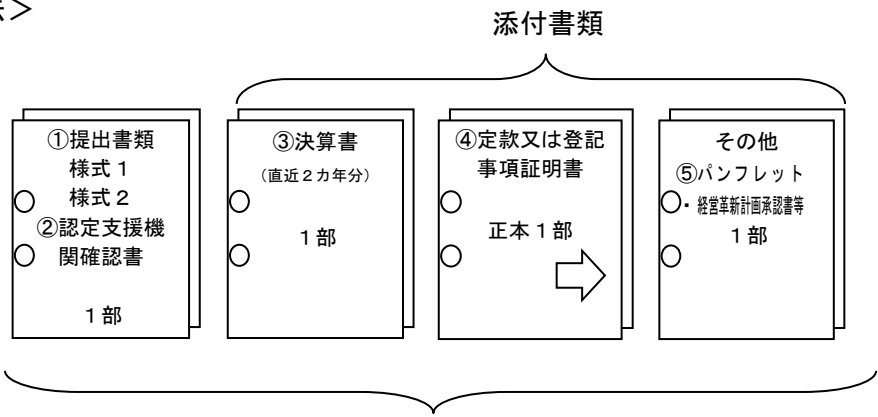 ＞
添付書類
①提出書類
様式１
様式２
②認定支援機
関確認書
１部
③決算書
（直近２カ年分）
１部
④定款又は登記
事項証明書
正本１部
その他
⑤パンフレット
・経営革新計画承認書等
１部